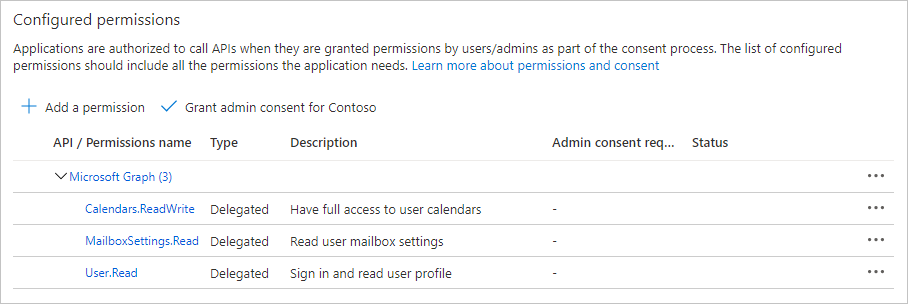 Configured permissions
Applications are authorized to call APIs when they are granted permissions by users/admins as part of the consent process. The list of configured
permissions should include all the permissions the application needs. Learn more about permissions and consent
Add a permission Grant admin consent for Contoso
API / Permissions name Type Description Admin consent req... Status
Microsoft Graph (3)
Calendars.ReadWrite Delegated Have full access to user calendars -
MailboxSettings.Read Delegated Read user mailbox settings -
User.Read Delegated Sign in and read user profile -